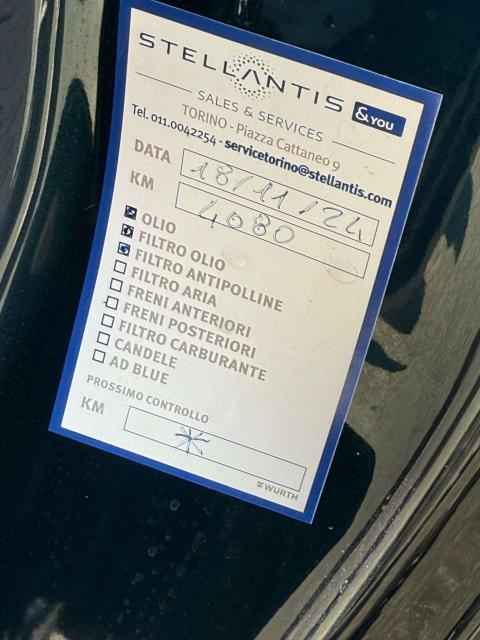 STELLANTIS &YOU
SALES & SERVICES
TORINO - Piazza Cattaneo 9
Tel. 011.0042254 - servicetorino@stellantis.com
DATA 18/11/24
KM 4080
OLIO
FILTRO OLIO
FILTRO ANTIPOLLINE
FILTRO ARIA
FRENI ANTERIORI
FRENI POSTERIORI
FILTRO CARBURANTE
CANDELE
AD BLUE
PROSSIMO CONTROLLO
KM *
WÜRTH